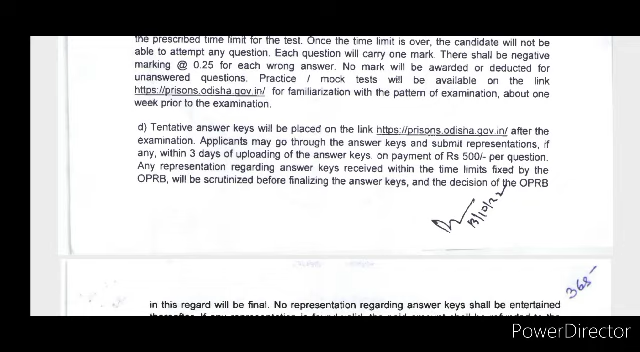 the prescribed time limit for the test. Once the time limit is over, the candidate will not be
able to attempt any question. Each question will carry one mark. There shall be negative
marking @ 0.25 for each wrong answer. No mark will be awarded or deducted for
unanswered questions. Practice / mock tests will be available on the link
https://prisons.odisha.gov.in/ for familiarization with the pattern of examination, about one
week prior to the examination.
d) Tentative answer keys will be placed on the link https://prisons.odisha.gov.in/ after the
examination. Applicants may go through the answer keys and submit representations, if
any, within 3 days of uploading of the answer keys. on payment of Rs 500/- per question.
Any representation regarding answer keys received within the time limits fixed by the
OPRB, will be scrutinized before finalizing the answer keys, and the decision of the OPRB
13/10/22
368-
in this regard will be final. No representation regarding answer keys shall be entertained
PowerDirector